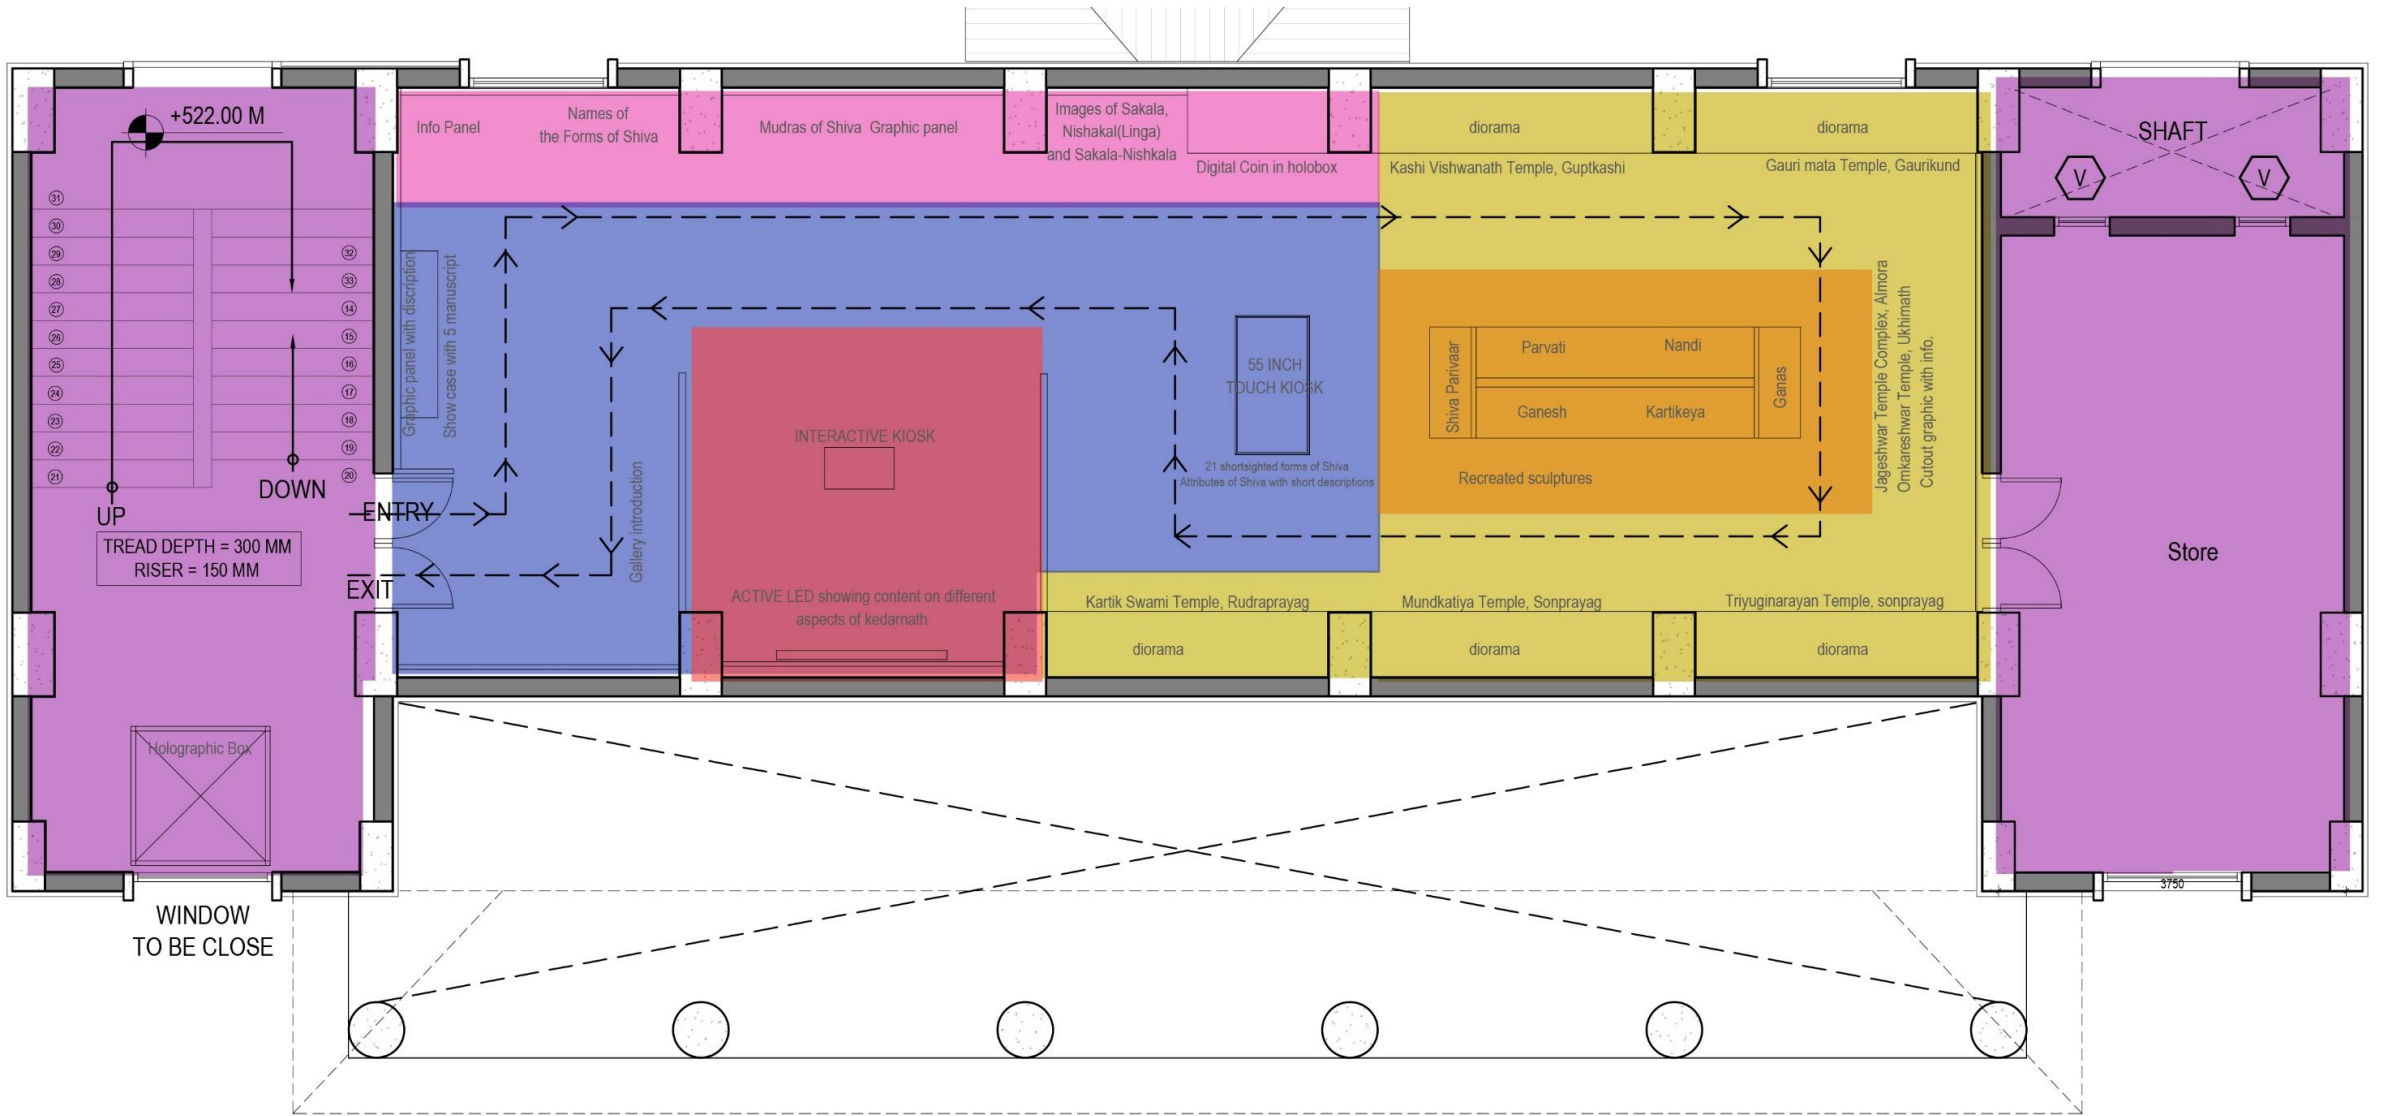 +522.00 M
31
30
29
28
27
26
25
24
23
22
21
32
33
14
15
16
17
18
19
20
UP
DOWN
TREAD DEPTH = 300 MM
RISER = 150 MM
ENTRY
EXIT
Holographic Box
WINDOW
TO BE CLOSE
Info Panel
Names of
the Forms of Shiva
Mudras of Shiva Graphic panel
Images of Sakala,
Nishakal(Linga)
and Sakala-Nishkala
Digital Coin in holobox
diorama
Kashi Vishwanath Temple, Guptkashi
diorama
Gauri mata Temple, Gaurikund
Graphic panel with discription
Show case with 5 manuscript
Gallery introduction
INTERACTIVE KIOSK
ACTIVE LED showing content on different
aspects of kedarnath
55 INCH
TOUCH KIOSK
21 shortsighted forms of Shiva
Attributes of Shiva with short descriptions
Shiva Parivaar
Parvati
Nandi
Ganesh
Kartikeya
Ganas
Recreated sculptures
Jageshwar Temple Complex, Almora
Omkareshwar Temple, Ukhimath
Cutout graphic with info.
Kartik Swami Temple, Rudraprayag
diorama
Mundkatiya Temple, Sonprayag
diorama
Triyuginarayan Temple, sonprayag
diorama
SHAFT
V
V
Store
3750